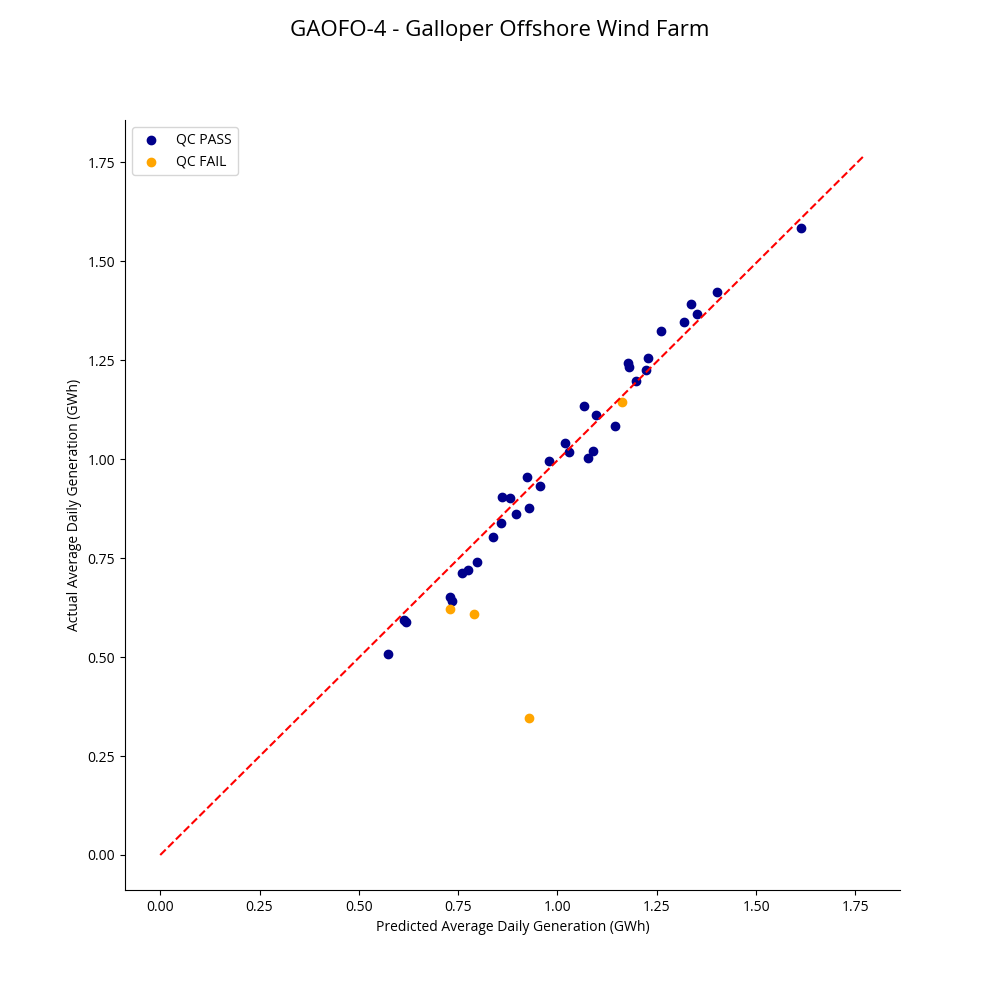 GAOFO-4 - Galloper Offshore Wind Farm
QC PASS
QC FAIL
1.75
1.50
1.25
1.00
0.75
0.50
0.25
0.00
Actual Average Daily Generation (GWh)
0.00 0.25 0.50 0.75 1.00 1.25 1.50 1.75
Predicted Average Daily Generation (GWh)